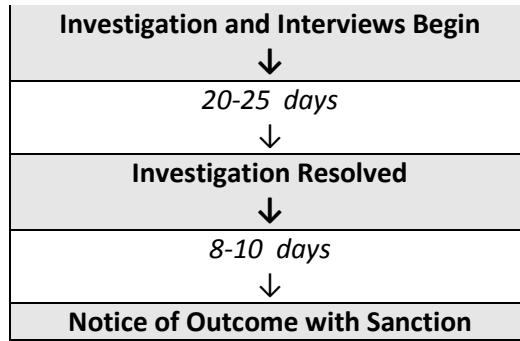 Investigation and Interviews Begin
↓
20-25 days
↓
Investigation Resolved
↓
8-10 days
↓
Notice of Outcome with Sanction